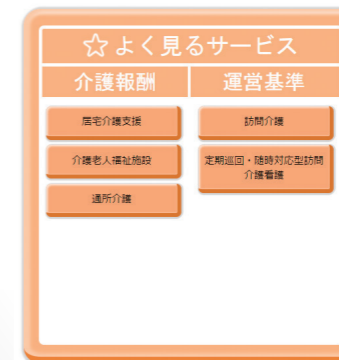 ☆よく見るサービス
介護報酬
運営基準
居宅介護支援
訪問介護
介護老人福祉施設
定期巡回・随時対応型訪問
介護看護
通所介護